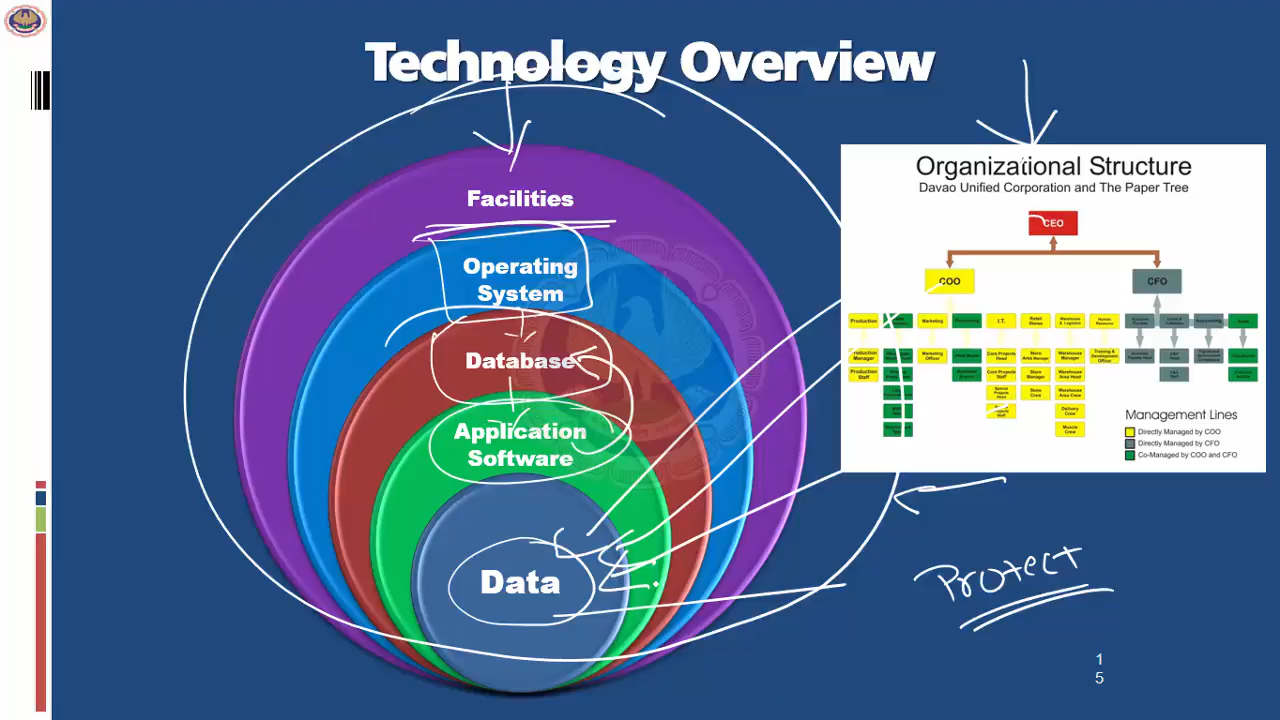 Technology Overview
Facilities
Operating
System
Database
Application
Software
Data
Organizational Structure
Davao Unified Corporation and The Paper Tree
CEO
COO
CFO
Production
Marketing
I.T.
Retail
Stores
Warehouse
& Logistics
Human
Resource
Accounting
Production
Manager
Marketing
Officer
Core Projects
Head
Store
Area Manager
Warehouse
Manager
Training &
Development
Officer
Production
Staff
Core Projects
Staff
Store
Manager
Warehouse
Area Head
Special
Projects
Head
Store
Crew
Warehouse
Area Crew
Delivery
Crew
Muscle
Crew
Management Lines
Directly Managed by COO
Directly Managed by CFO
Co-Managed by COO and CFO
Protect
1
5